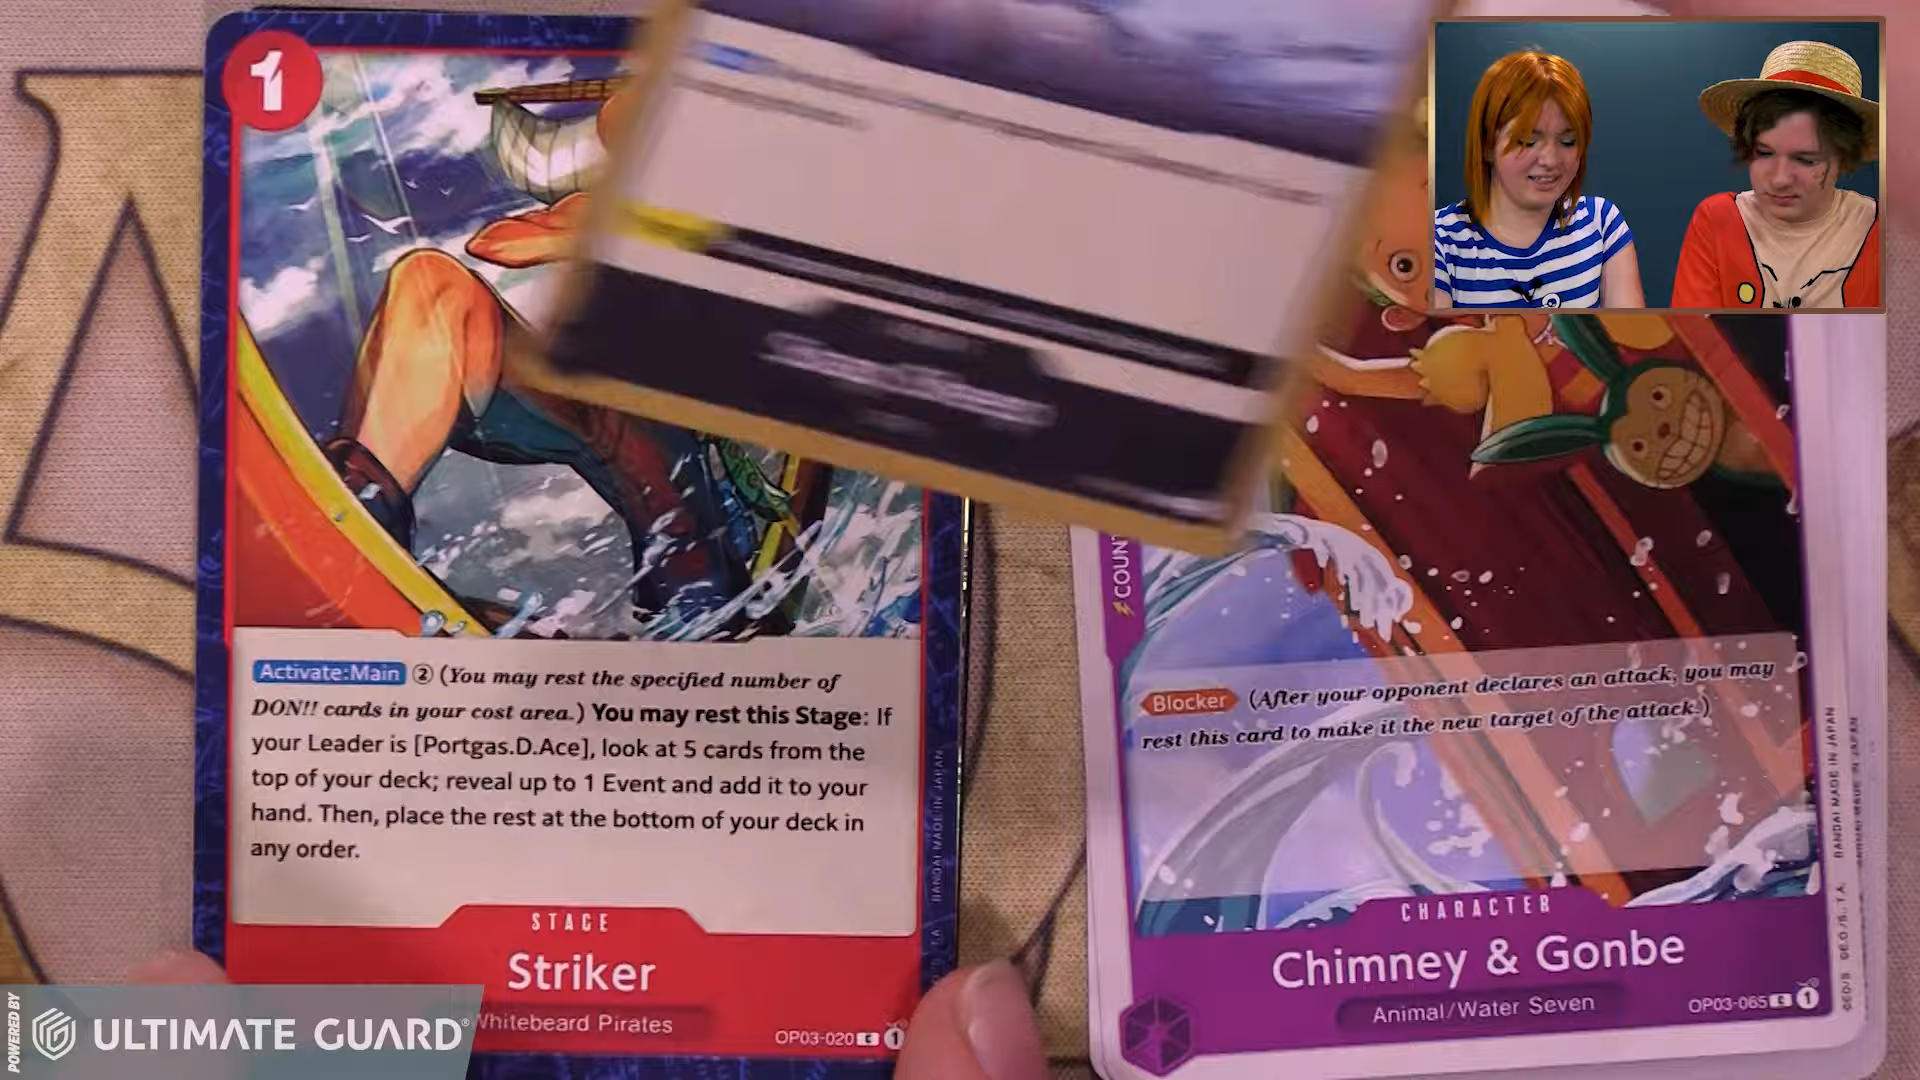 1
Activate:Main ② (You may rest the specified number of
DON!! cards in your cost area.) You may rest this Stage: If
your Leader is [Portgas.D.Ace], look at 5 cards from the
top of your deck; reveal up to 1 Event and add it to your
hand. Then, place the rest at the bottom of your deck in
any order.
BANDAI MADE IN JAPAN
STAGE
Striker
Whitebeard Pirates
OP03-020 C 1
COUNT
Blocker (After your opponent declares an attack, you may
rest this card to make it the new target of the attack.)
BANDAI MADE IN JAPAN
CHARACTER
Chimney & Gonbe
Animal/Water Seven
OP03-065 C 1
POWERED BY
ULTIMATE GUARD®